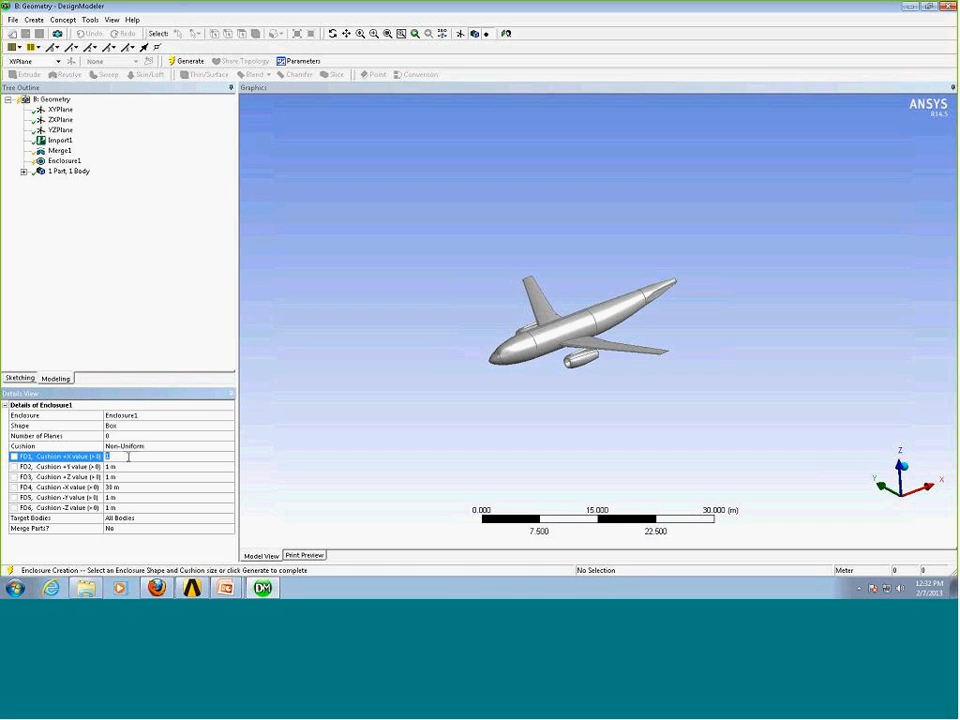 B: Geometry - DesignModeler
File Create Concept Tools View Help
Undo Redo Select:
XYPlane None Generate Share Topology Parameters
Extrude Revolve Sweep Skin/Loft Thin/Surface Blend Chamfer Slice Point Conversion
Tree Outline
Graphics
B: Geometry
XYPlane
ZXPlane
YZPlane
Import1
Merge1
Enclosure1
1 Part, 1 Body
ANSYS
R14.5
Sketching Modeling
Details View
Details of Enclosure1
Enclosure Enclosure1
Shape Box
Number of Planes 0
Cushion Non-Uniform
FD1, Cushion +X value (>0) 1
FD2, Cushion +Y value (>0) 1 m
FD3, Cushion +Z value (>0) 1 m
FD4, Cushion -X value (>0) 30 m
FD5, Cushion -Y value (>0) 1 m
FD6, Cushion -Z value (>0) 1 m
Target Bodies All Bodies
Merge Parts? No
Z
Y
X
0.000 15.000 30.000 (m)
7.500 22.500
Model View Print Preview
Enclosure Creation -- Select an Enclosure Shape and Cushion size or click Generate to complete
No Selection
Meter 0 0
DM
12:32 PM
2/7/2013